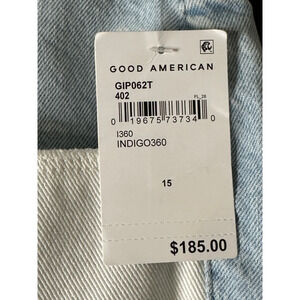 GOOD AMERICAN
GIP062T
402
PL_28
0 19675 73734 0
I360
INDIGO360
15
$185.00